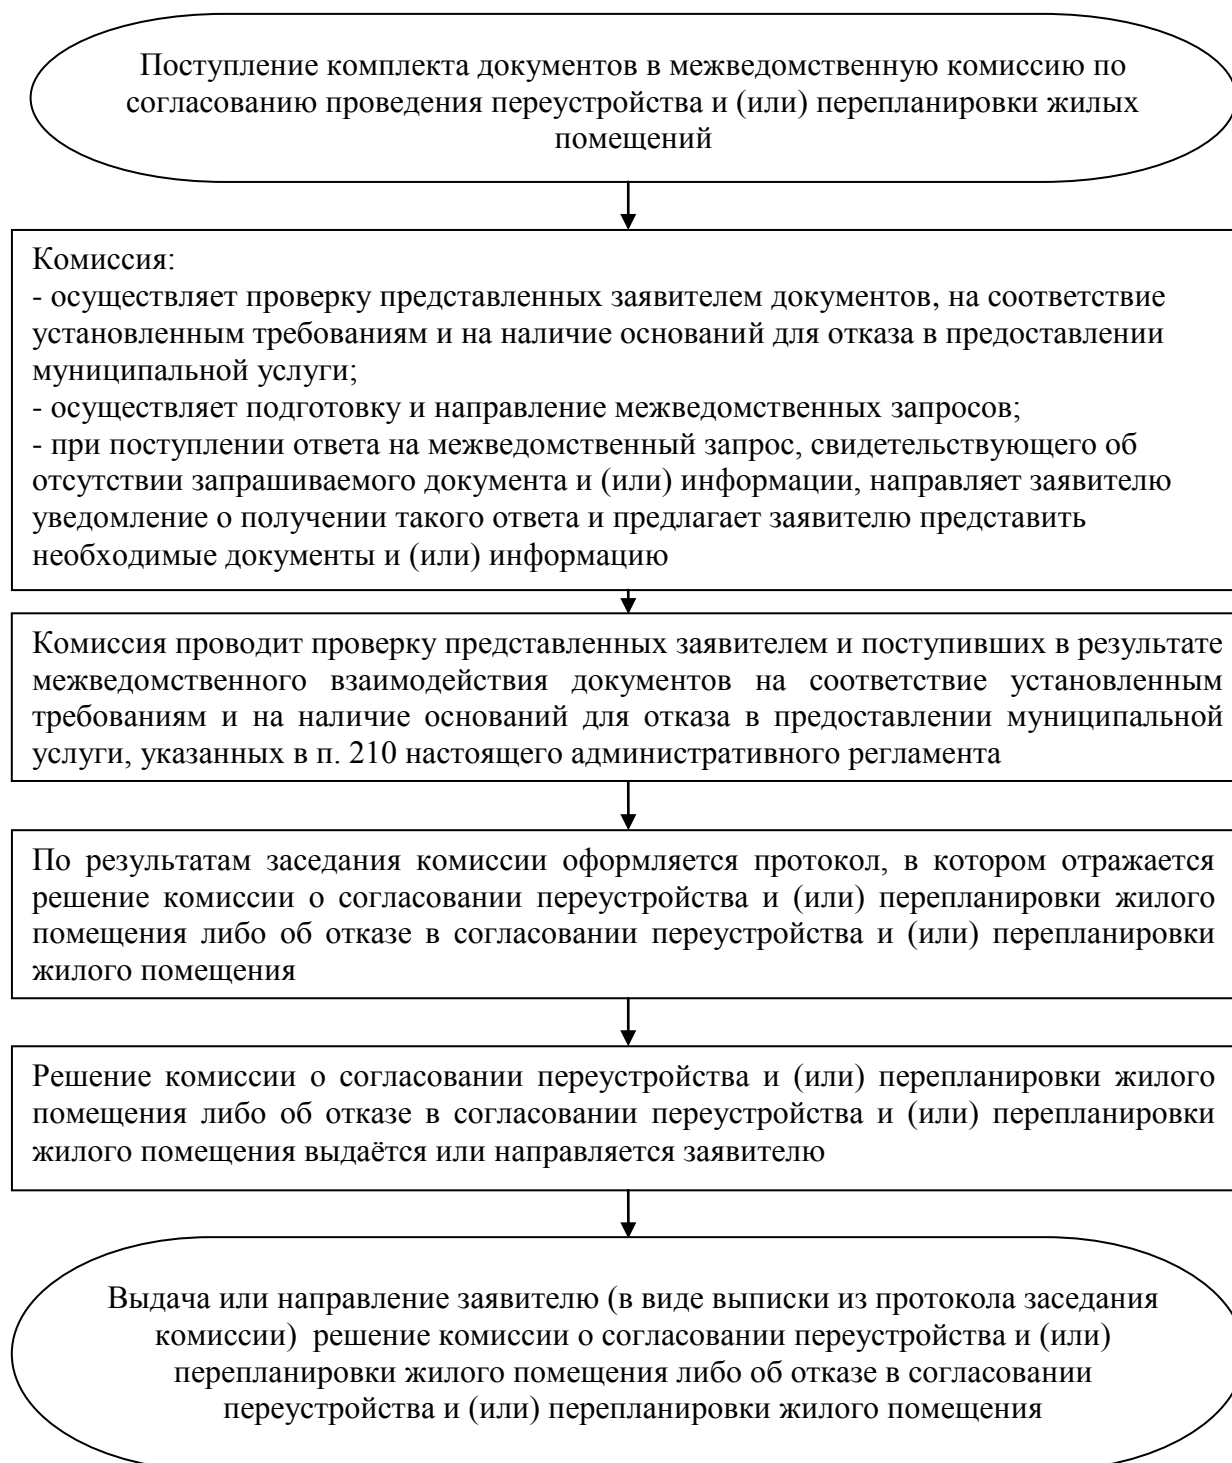 Поступление комплекта документов в межведомственную комиссию по
согласованию проведения переустройства и (или) перепланировки жилых
помещений
Комиссия:
- осуществляет проверку представленных заявителем документов, на соответствие
установленным требованиям и на наличие оснований для отказа в предоставлении
муниципальной услуги;
- осуществляет подготовку и направление межведомственных запросов;
- при поступлении ответа на межведомственный запрос, свидетельствующего об
отсутствии запрашиваемого документа и (или) информации, направляет заявителю
уведомление о получении такого ответа и предлагает заявителю представить
необходимые документы и (или) информацию
Комиссия проводит проверку представленных заявителем и поступивших в результате
межведомственного взаимодействия документов на соответствие установленным
требованиям и на наличие оснований для отказа в предоставлении муниципальной
услуги, указанных в п. 210 настоящего административного регламента
По результатам заседания комиссии оформляется протокол, в котором отражается
решение комиссии о согласовании переустройства и (или) перепланировки жилого
помещения либо об отказе в согласовании переустройства и (или) перепланировки
жилого помещения
Решение комиссии о согласовании переустройства и (или) перепланировки жилого
помещения либо об отказе в согласовании переустройства и (или) перепланировки
жилого помещения выдаётся или направляется заявителю
Выдача или направление заявителю (в виде выписки из протокола заседания
комиссии) решение комиссии о согласовании переустройства и (или)
перепланировки жилого помещения либо об отказе в согласовании
переустройства и (или) перепланировки жилого помещения